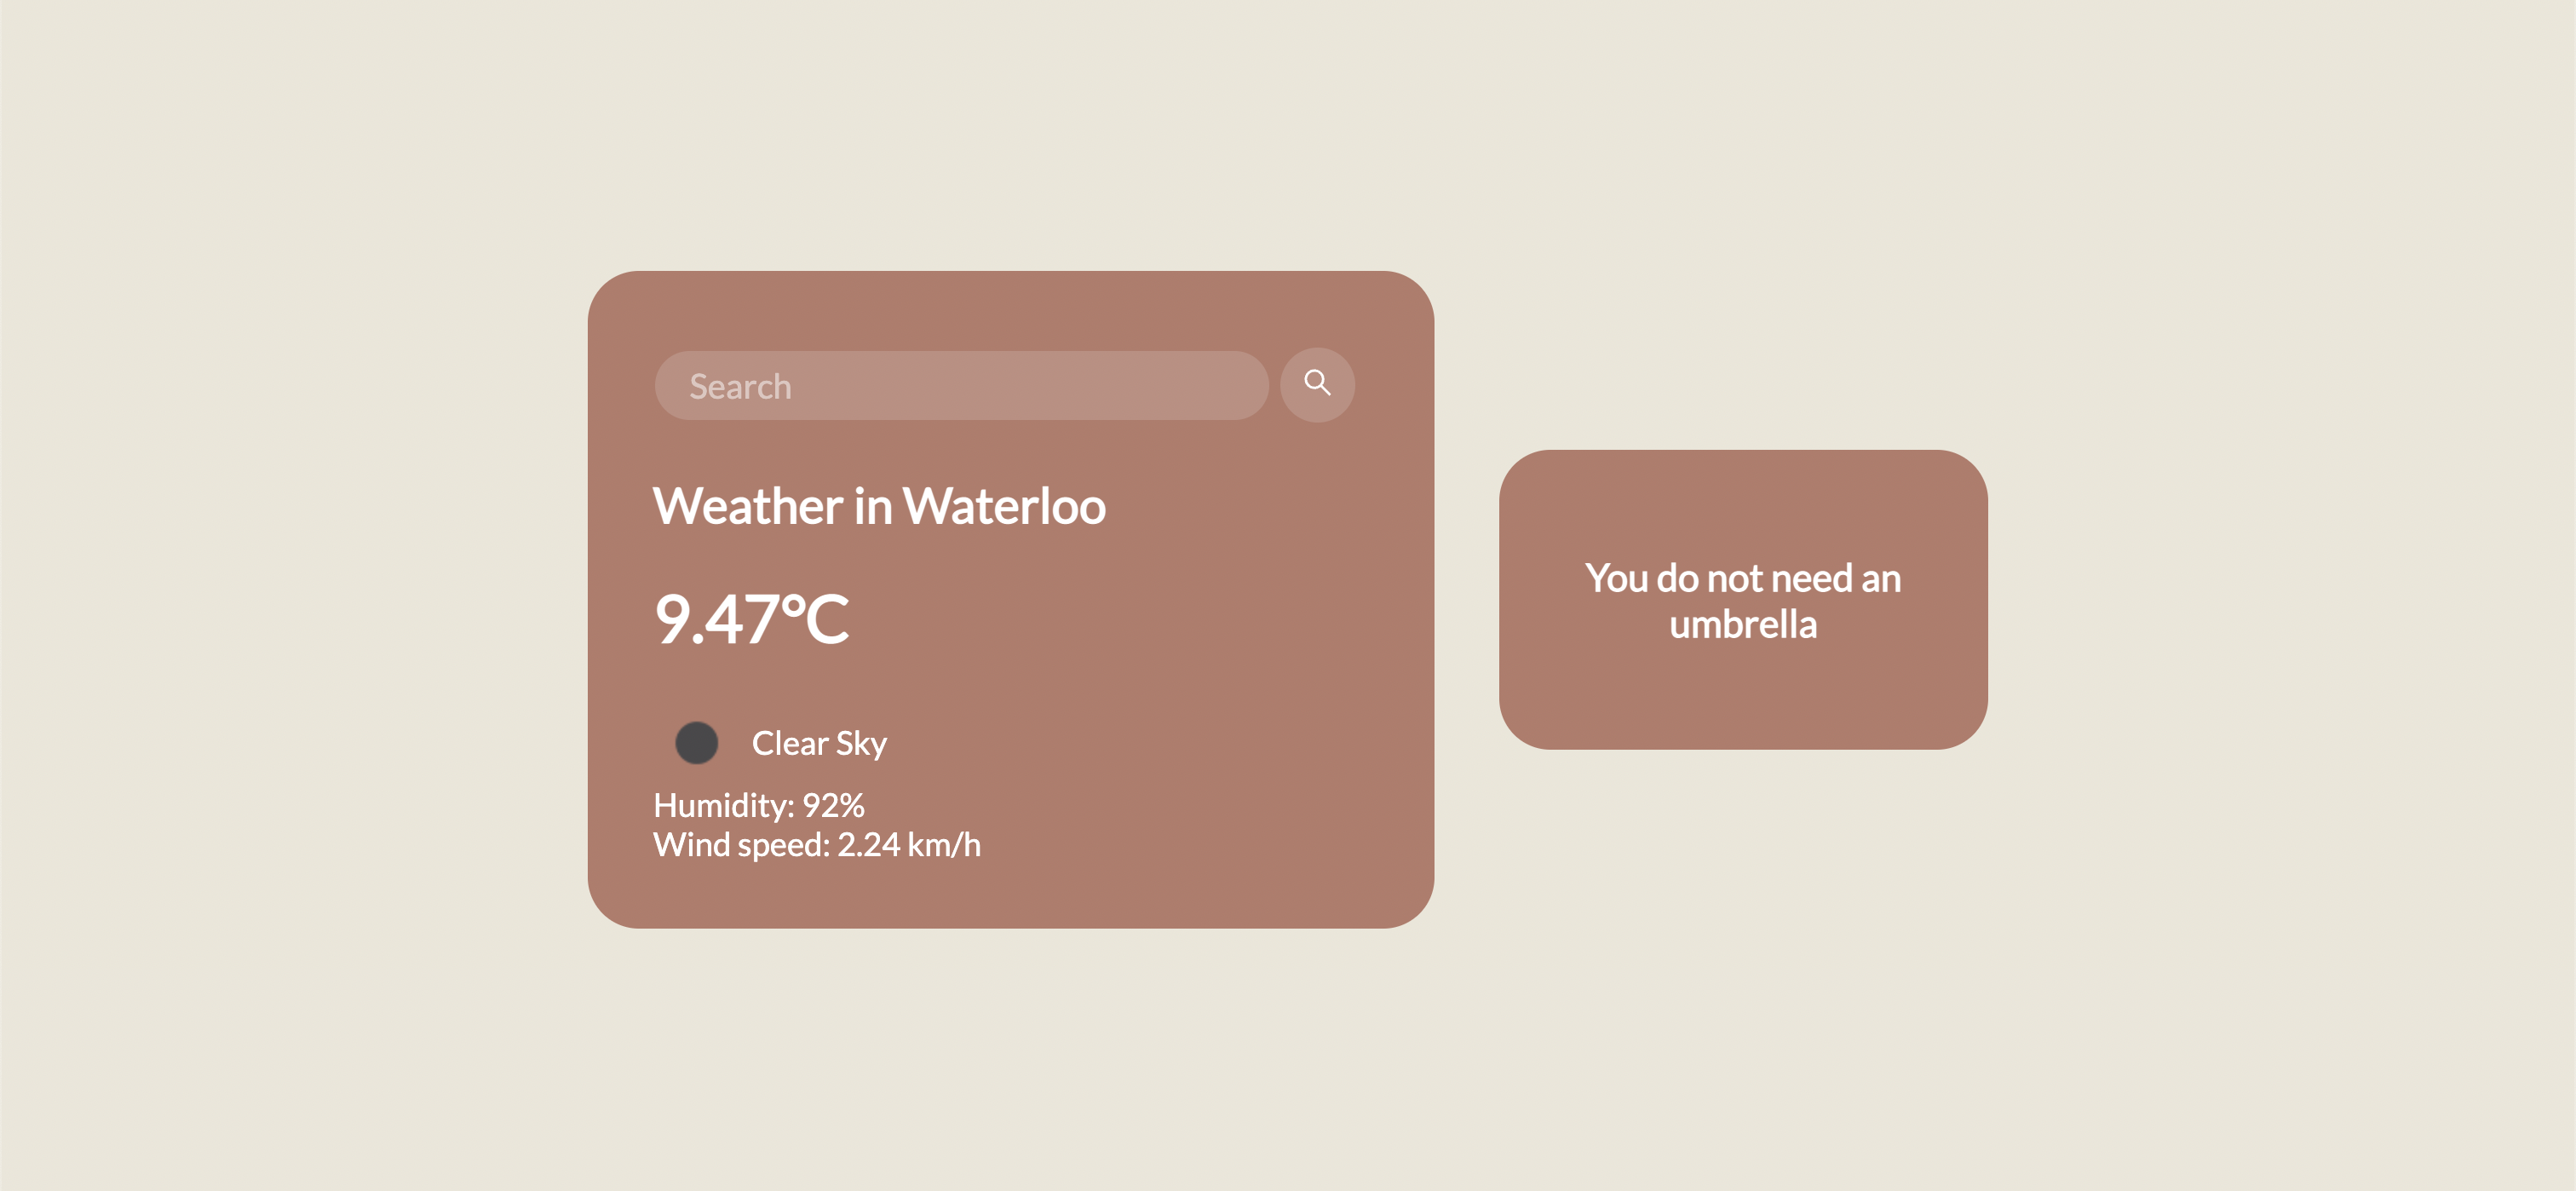 Search
Weather in Waterloo
9.47°C
Clear Sky
Humidity: 92%
Wind speed: 2.24 km/h
You do not need an
umbrella